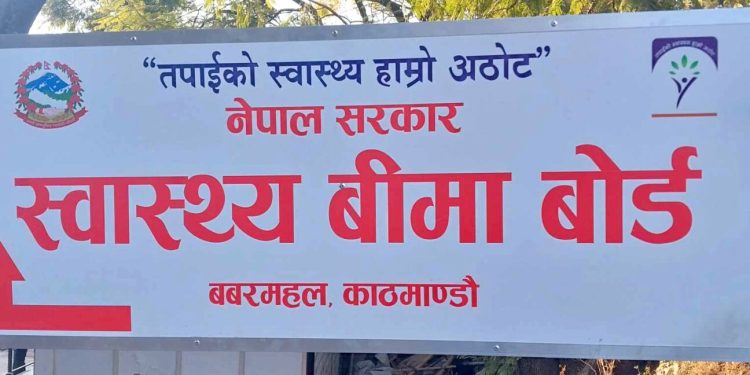 “तपाईको स्वास्थ्य हाम्रो अठोट”
नेपाल सरकार
स्वास्थ्य बीमा बोर्ड
बबरमहल, काठमाण्डौ